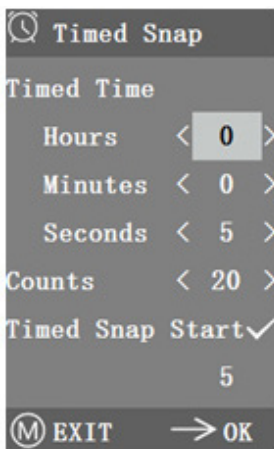 Timed Snap
Timed Time
Hours < 0 >
Minutes < 0 >
Seconds < 5 >
Counts < 20 >
Timed Snap Start✓
5
M EXIT → OK